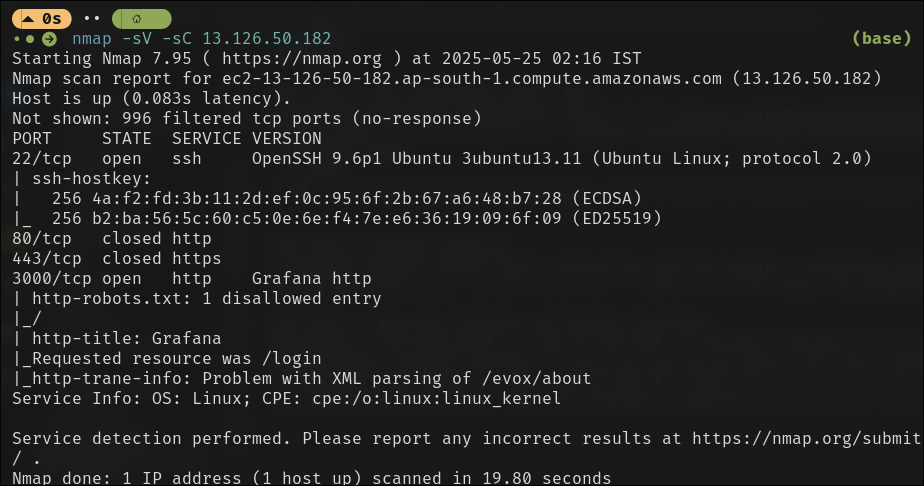 0s ••
nmap -sV -sC 13.126.50.182 (base)
Starting Nmap 7.95 ( https://nmap.org ) at 2025-05-25 02:16 IST
Nmap scan report for ec2-13-126-50-182.ap-south-1.compute.amazonaws.com (13.126.50.182)
Host is up (0.083s latency).
Not shown: 996 filtered tcp ports (no-response)
PORT     STATE  SERVICE VERSION
22/tcp   open   ssh     OpenSSH 9.6p1 Ubuntu 3ubuntu13.11 (Ubuntu Linux; protocol 2.0)
| ssh-hostkey:
|   256 4a:f2:fd:3b:11:2d:ef:0c:95:6f:2b:67:a6:48:b7:28 (ECDSA)
|_  256 b2:ba:56:5c:60:c5:0e:6e:f4:7e:e6:36:19:09:6f:09 (ED25519)
80/tcp   closed http
443/tcp  closed https
3000/tcp open   http    Grafana http
| http-robots.txt: 1 disallowed entry
|_/
| http-title: Grafana
|_Requested resource was /login
|_http-trane-info: Problem with XML parsing of /evox/about
Service Info: OS: Linux; CPE: cpe:/o:linux:linux_kernel
Service detection performed. Please report any incorrect results at https://nmap.org/submit
/ .
Nmap done: 1 IP address (1 host up) scanned in 19.80 seconds